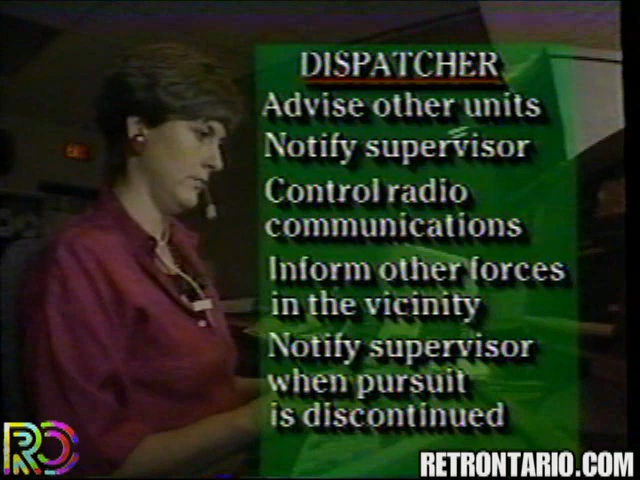 DISPATCHER
Advise other units
Notify supervisor
Control radio
communications
Inform other forces
in the vicinity
Notify supervisor
when pursuit
is discontinued
RO
RETRONTARIO.COM